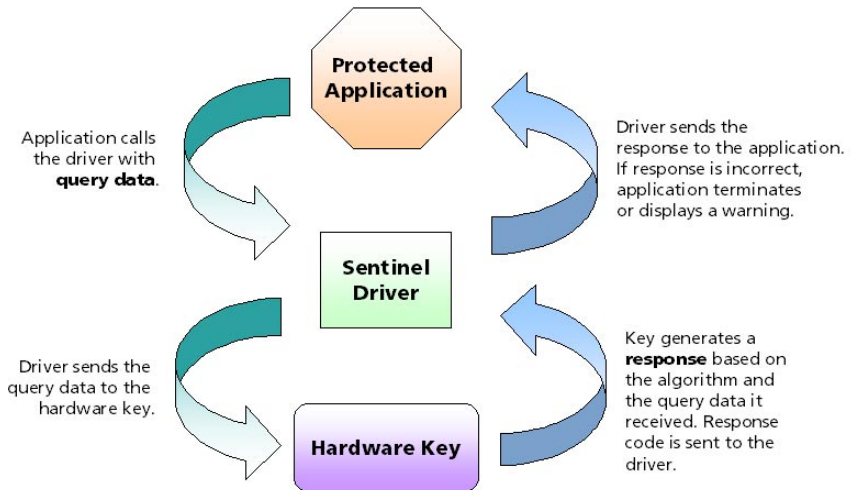 Protected
Application
Application calls
the driver with
query data.
Driver sends the
response to the application.
If response is incorrect,
application terminates
or displays a warning.
Sentinel
Driver
Driver sends the
query data to the
hardware key.
Key generates a
response based on
the algorithm and
the query data it
received. Response
code is sent to the
driver.
Hardware Key